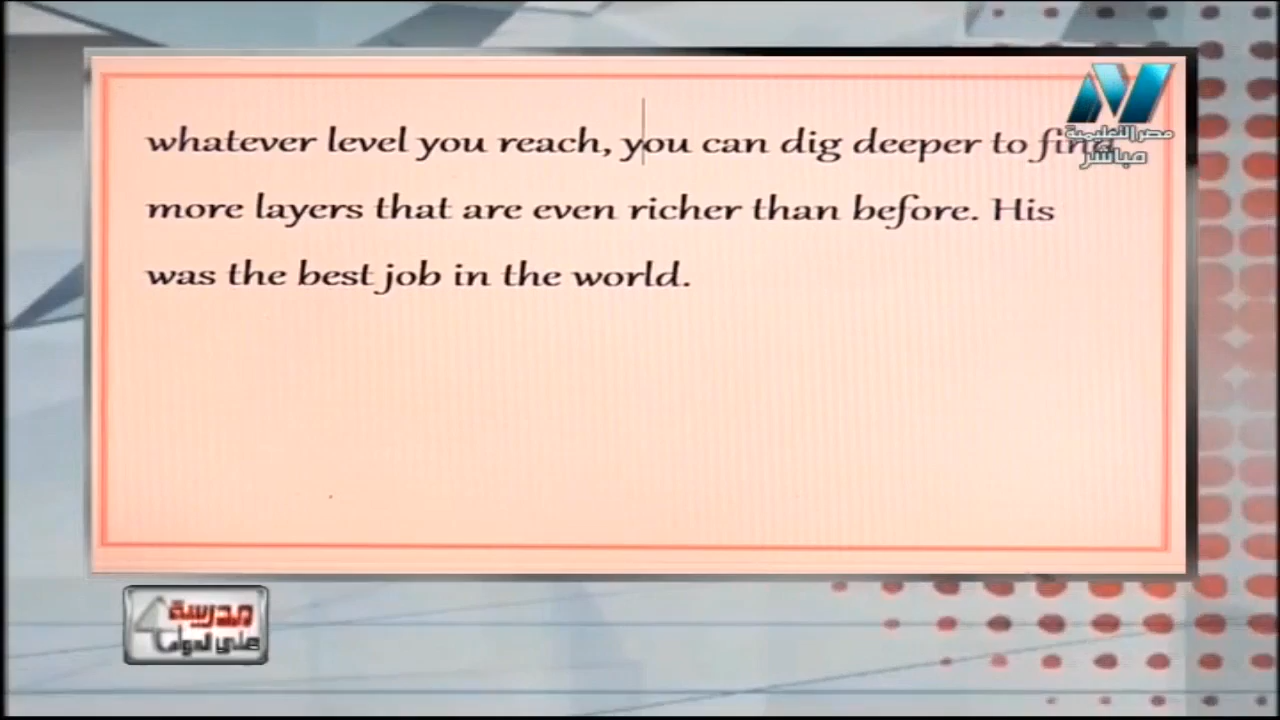 whatever level you reach, you can dig deeper to find
more layers that are even richer than before. His
was the best job in the world.
مصر التعليمية
مباشر
مدرسة
على الهواء